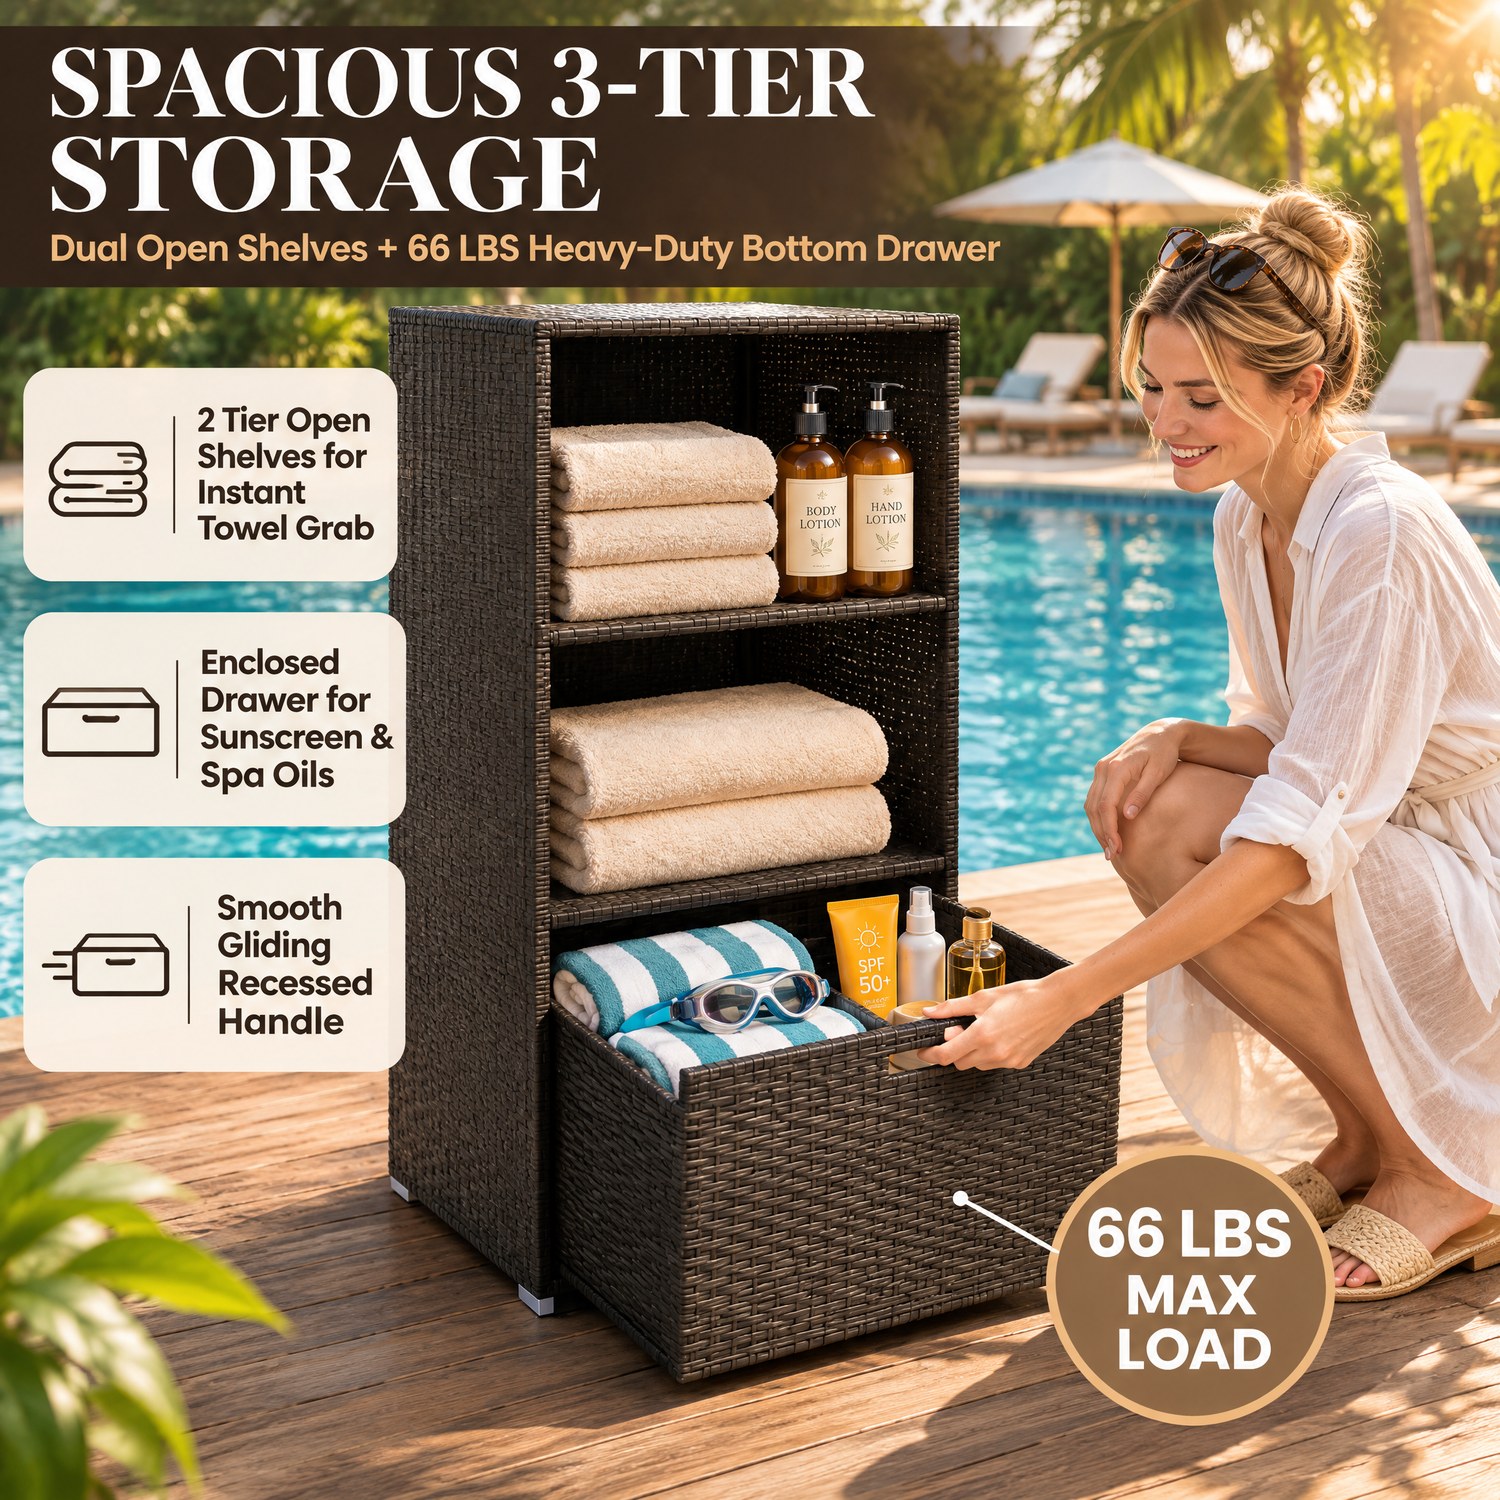 SPACIOUS 3-TIER
STORAGE
Dual Open Shelves + 66 LBS Heavy-Duty Bottom Drawer
2 Tier Open
Shelves for
Instant
Towel Grab
Enclosed
Drawer for
Sunscreen &
Spa Oils
Smooth
Gliding
Recessed
Handle
BODY
LOTION
HAND
LOTION
SPF
50+
66 LBS
MAX
LOAD